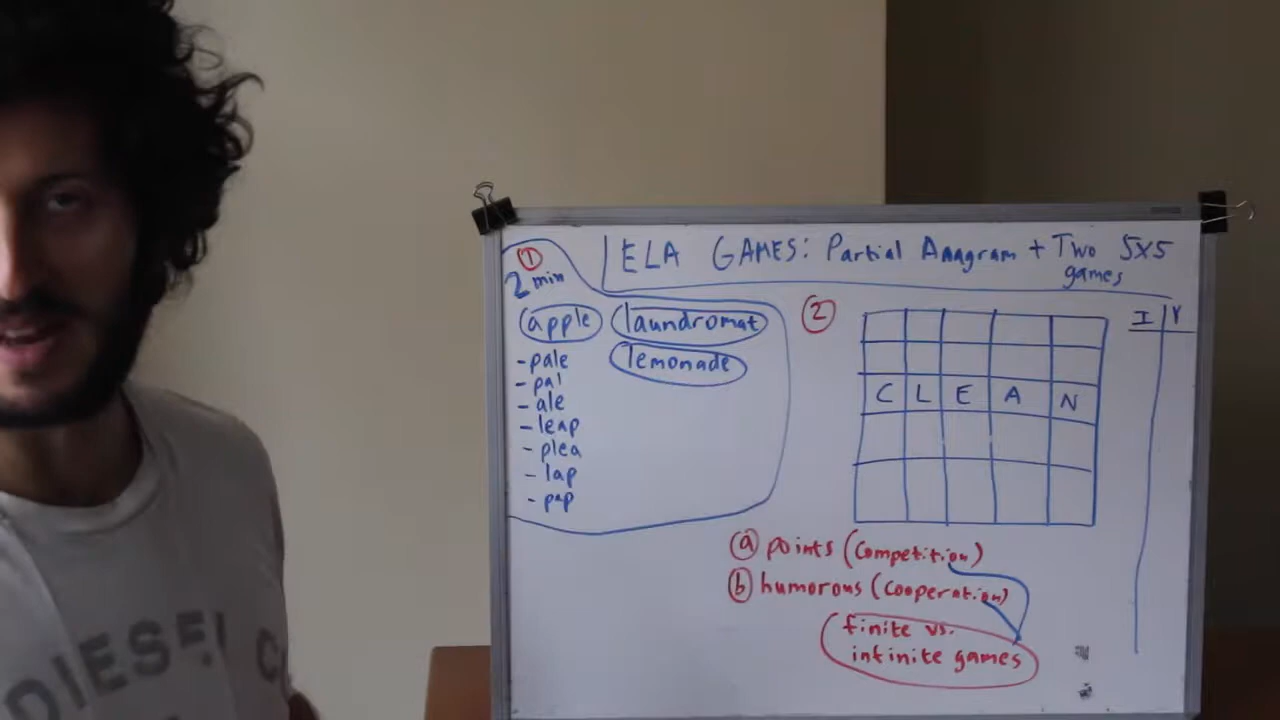 ELA GAMES: Partial Anagram + Two 5x5
games
①
2 min
apple laundromat
lemonade
- pale
- pal
- ale
- leap
- plea
- lap
- pap
②
C L E A N
I
ⓐ points (competition)
ⓑ humorous (cooperation)
finite vs.
infinite games
DIESEL